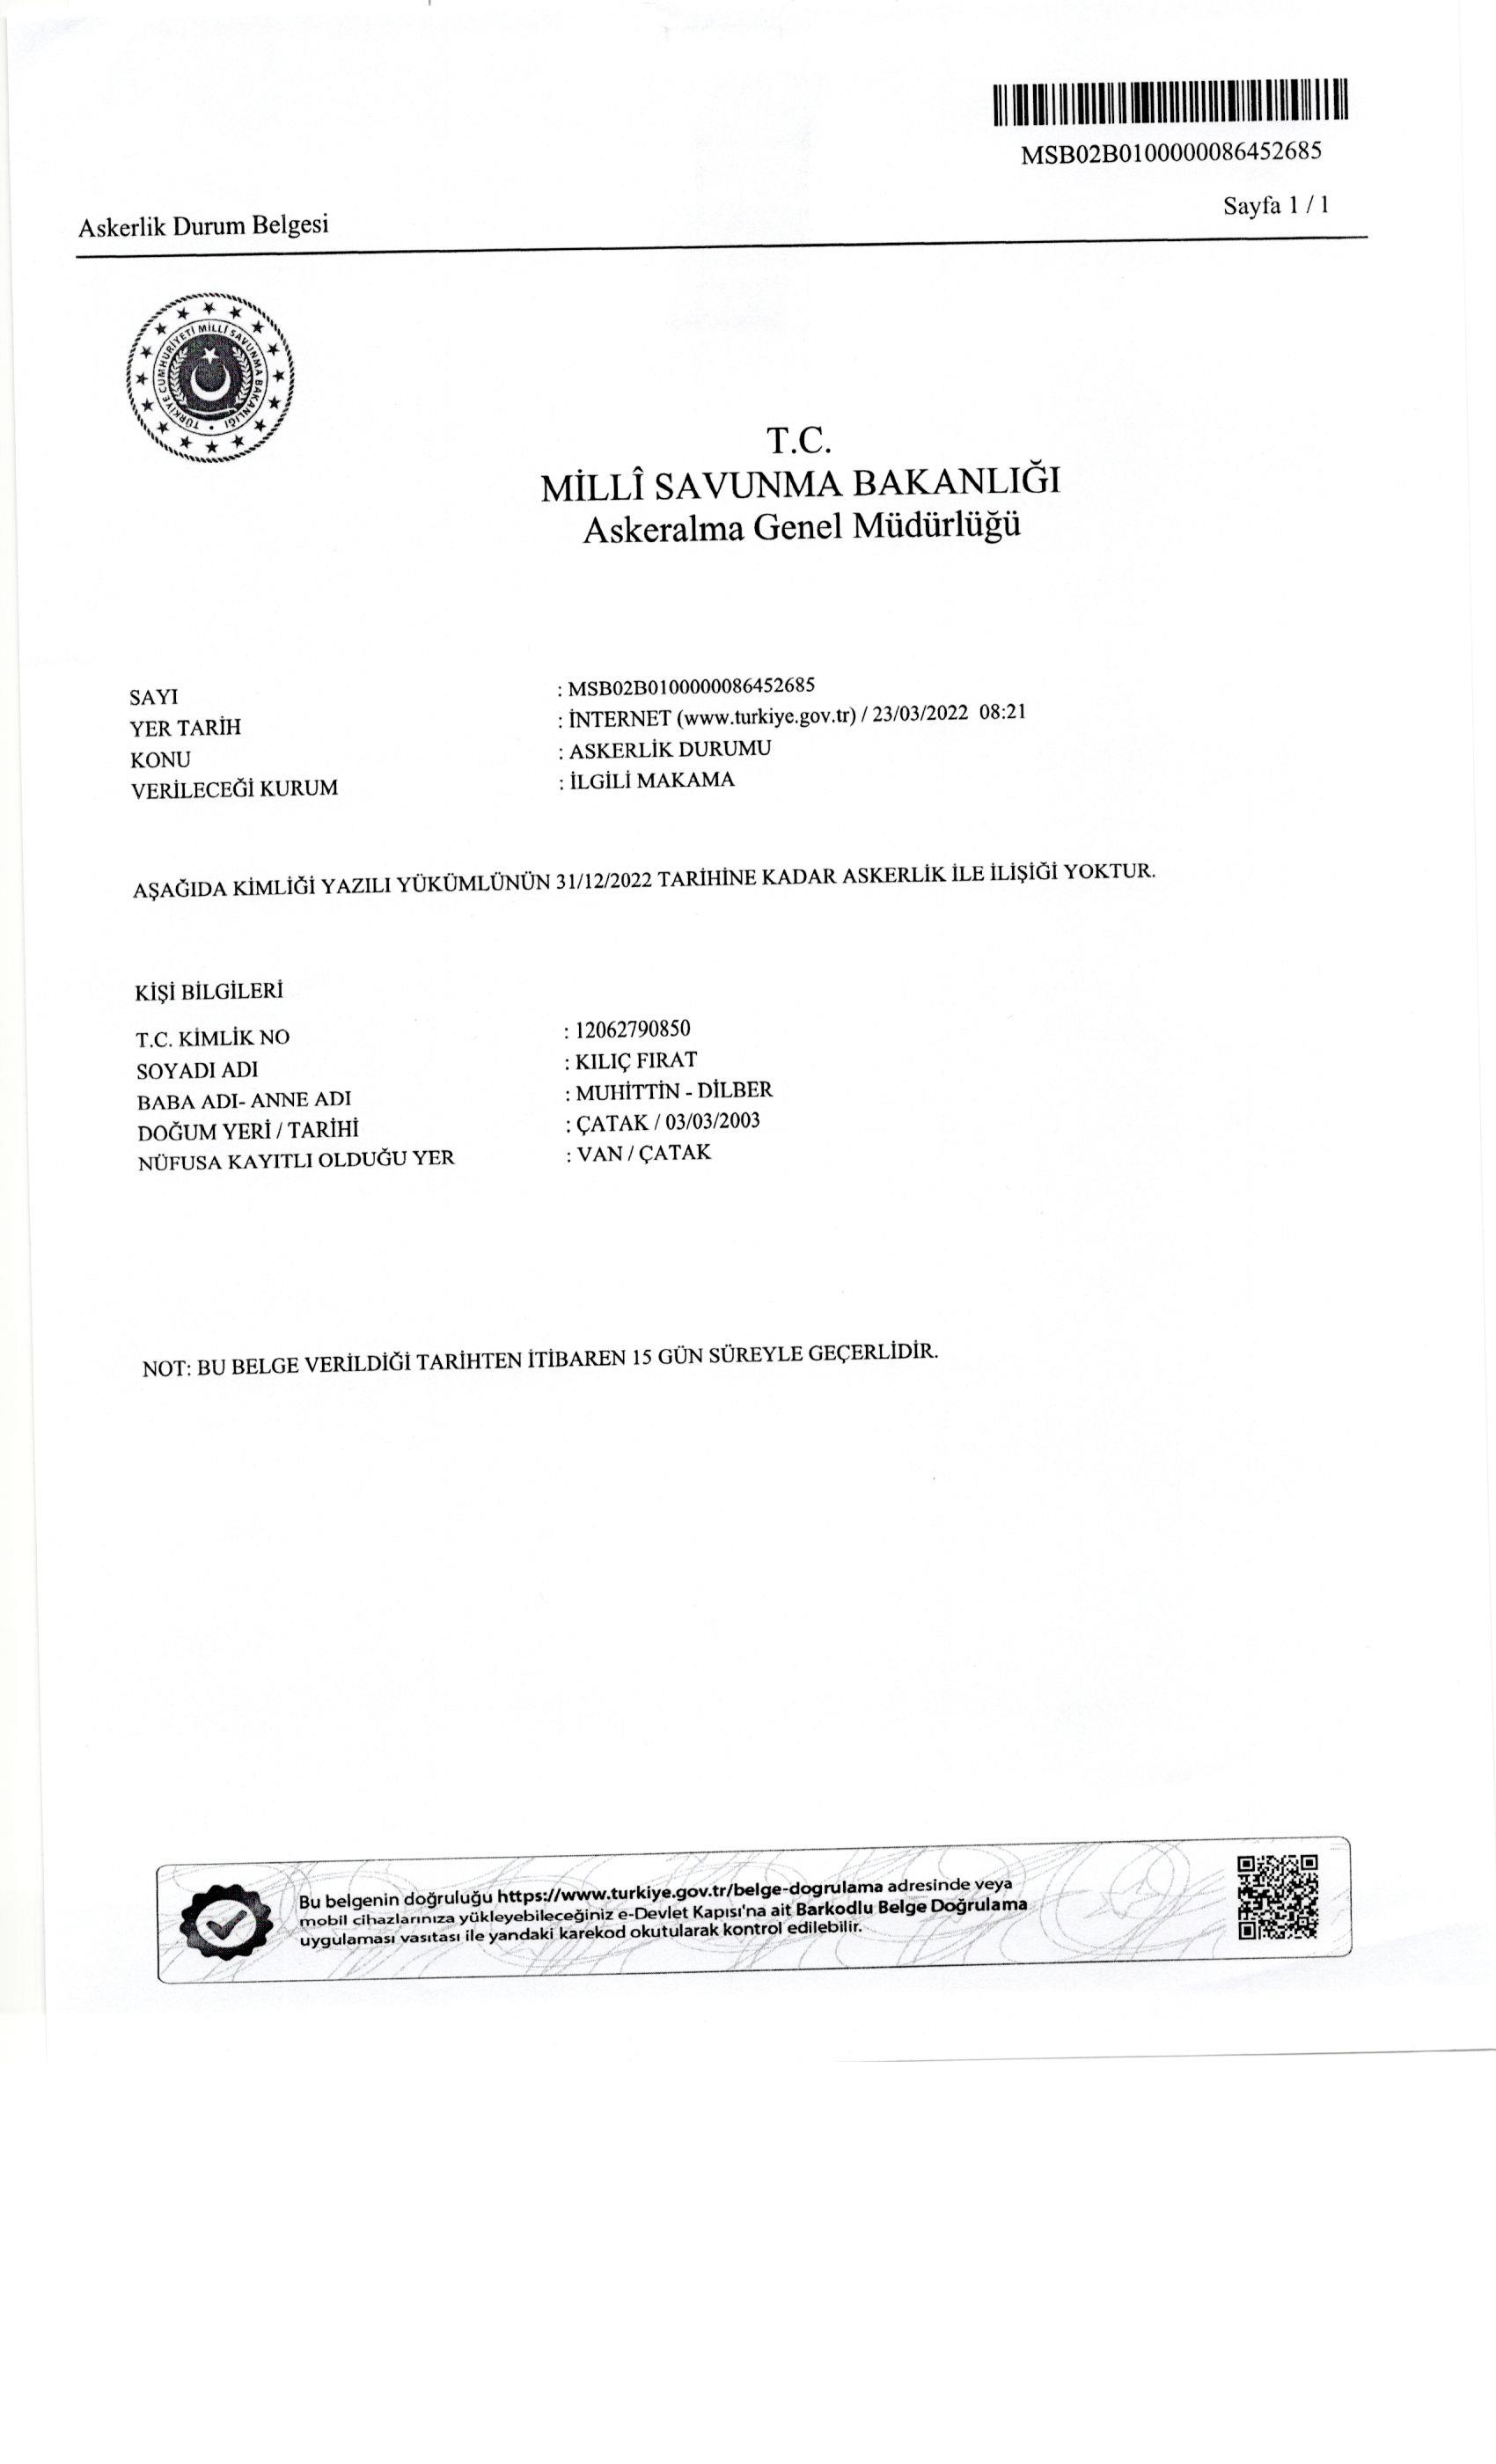 MSB02B0100000086452685
Askerlik Durum Belgesi
Sayfa 1 / 1
TÜRKİYE CUMHURİYETİ MİLLÎ SAVUNMA BAKANLIĞI
T.C.
MİLLÎ SAVUNMA BAKANLIĞI
Askeralma Genel Müdürlüğü
SAYI : MSB02B0100000086452685
YER TARİH : İNTERNET (www.turkiye.gov.tr) / 23/03/2022 08:21
KONU : ASKERLİK DURUMU
VERİLECEĞİ KURUM : İLGİLİ MAKAMA
AŞAĞIDA KİMLİĞİ YAZILI YÜKÜMLÜNÜN 31/12/2022 TARİHİNE KADAR ASKERLİK İLE İLİŞİĞİ YOKTUR.
KİŞİ BİLGİLERİ
T.C. KİMLİK NO : 12062790850
SOYADI ADI : KILIÇ FIRAT
BABA ADI- ANNE ADI : MUHİTTİN - DİLBER
DOĞUM YERİ / TARİHİ : ÇATAK / 03/03/2003
NÜFUSA KAYITLI OLDUĞU YER : VAN / ÇATAK
NOT: BU BELGE VERİLDİĞİ TARİHTEN İTİBAREN 15 GÜN SÜREYLE GEÇERLİDİR.
Bu belgenin doğruluğu https://www.turkiye.gov.tr/belge-dogrulama adresinde veya
mobil cihazlarınıza yükleyebileceğiniz e-Devlet Kapısı'na ait Barkodlu Belge Doğrulama
uygulaması vasıtası ile yandaki karekod okutularak kontrol edilebilir.